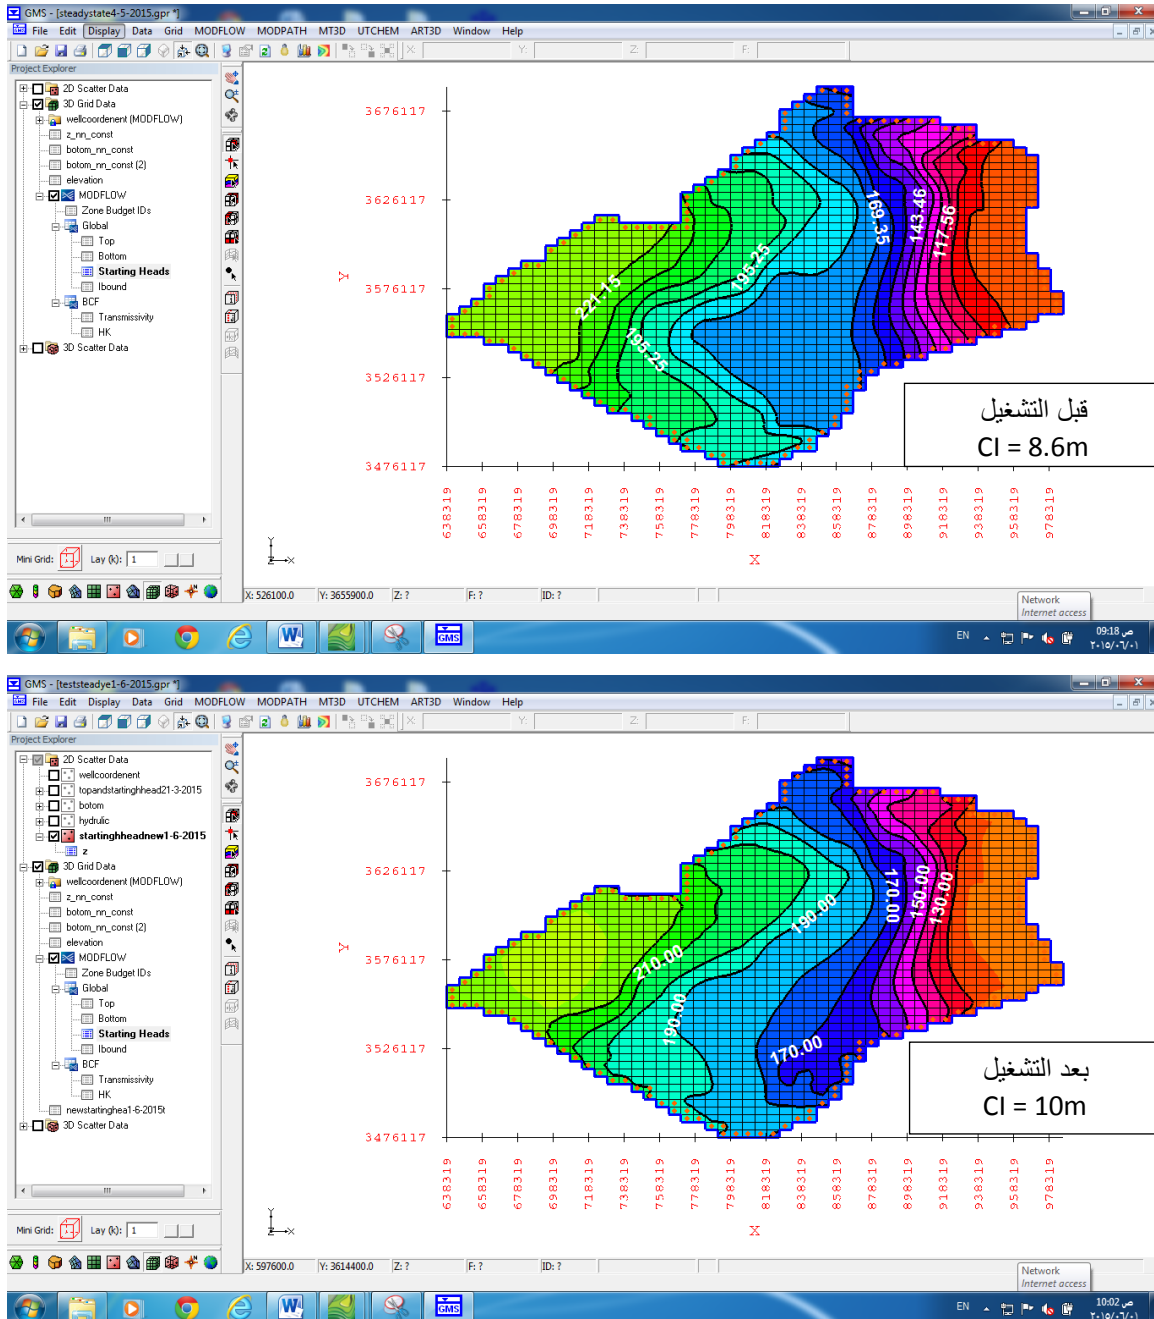 GMS - [steadystate4-5-2015.gpr *]
File Edit Display Data Grid MODFLOW MODPATH MT3D UTCHEM ART3D Window Help
X: Y: Z: F:
Project Explorer
2D Scatter Data
3D Grid Data
wellcoordenent (MODFLOW)
z_nn_const
botom_nn_const
botom_nn_const (2)
elevation
MODFLOW
Zone Budget IDs
Global
Top
Bottom
Starting Heads
Ibound
BCF
Transmissivity
HK
3D Scatter Data
Mini Grid: Lay (k): 1
3676117
3626117
3576117
3526117
3476117
Y
221.15
195.25
195.25
169.35
143.46
117.56
قبل التشغيل
CI = 8.6m
638319 658319 678319 698319 718319 738319 758319 778319 798319 818319 838319 858319 878319 898319 918319 938319 958319 978319
X
Y
Z X
X: 526100.0 Y: 3655900.0 Z: ? F: ? ID: ?
Network
Internet access
W GMS
EN
09:18 ص
٢٠١٥/٠٦/٠١
GMS - [teststeadye1-6-2015.gpr *]
File Edit Display Data Grid MODFLOW MODPATH MT3D UTCHEM ART3D Window Help
X: Y: Z: F:
Project Explorer
2D Scatter Data
wellcoordenent
topandstartinghhead21-3-2015
botom
hydrulic
startinghheadnew1-6-2015
z
3D Grid Data
wellcoordenent (MODFLOW)
z_nn_const
botom_nn_const
botom_nn_const (2)
elevation
MODFLOW
Zone Budget IDs
Global
Top
Bottom
Starting Heads
Ibound
BCF
Transmissivity
HK
newstartinghea1-6-2015t
3D Scatter Data
Mini Grid: Lay (k): 1
3676117
3626117
3576117
3526117
3476117
Y
210.00
190.00
190.00
170.00
170.00
150.00
130.00
بعد التشغيل
CI = 10m
638319 658319 678319 698319 718319 738319 758319 778319 798319 818319 838319 858319 878319 898319 918319 938319 958319 978319
X
Y
Z X
X: 597600.0 Y: 3614400.0 Z: ? F: ? ID: ?
Network
Internet access
W GMS
EN
10:02 ص